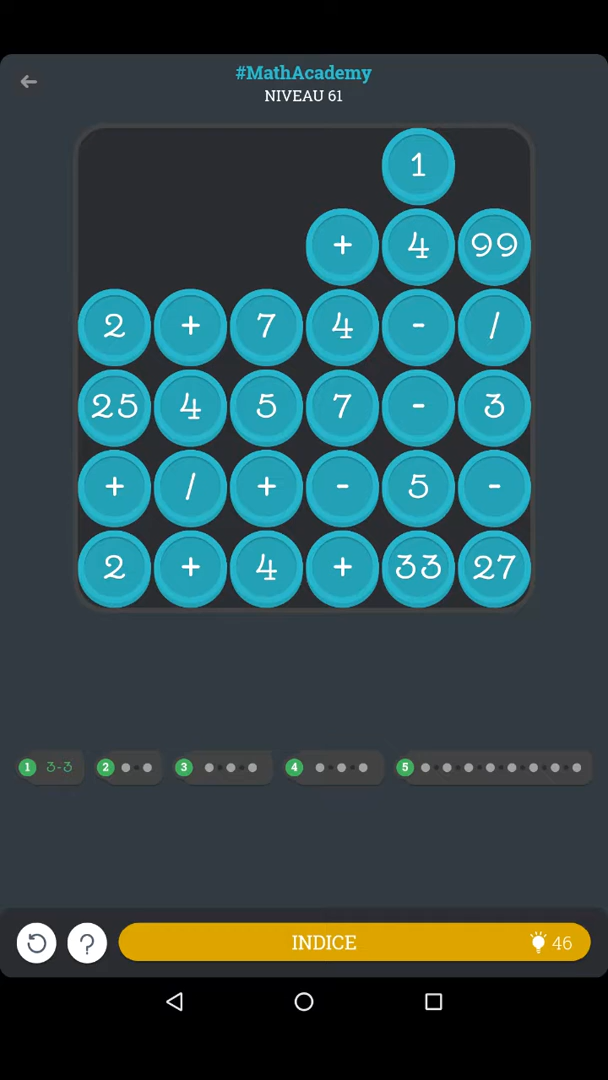 #MathAcademy
NIVEAU 61
1
+ 4 99
2 + 7 4 - /
25 4 5 7 - 3
+ / + - 5 -
2 + 4 + 33 27
1 3-3 2 3 4 5
? INDICE 46